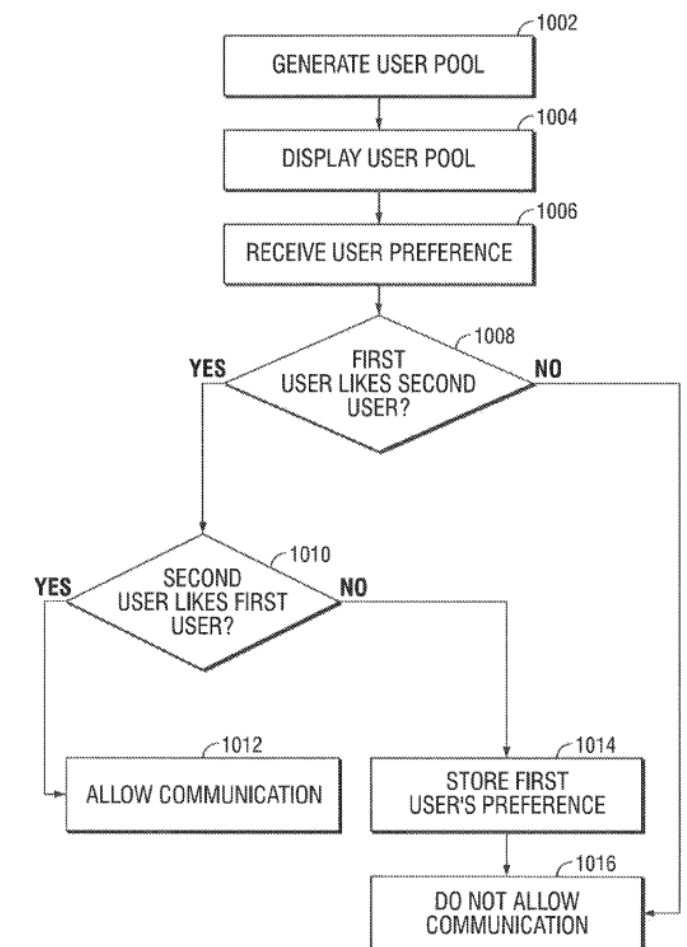 1002
GENERATE USER POOL
1004
DISPLAY USER POOL
1006
RECEIVE USER PREFERENCE
1008
FIRST
USER LIKES SECOND
USER?
YES
NO
1010
SECOND
USER LIKES FIRST
USER?
YES
NO
1012
ALLOW COMMUNICATION
1014
STORE FIRST
USER'S PREFERENCE
1016
DO NOT ALLOW
COMMUNICATION